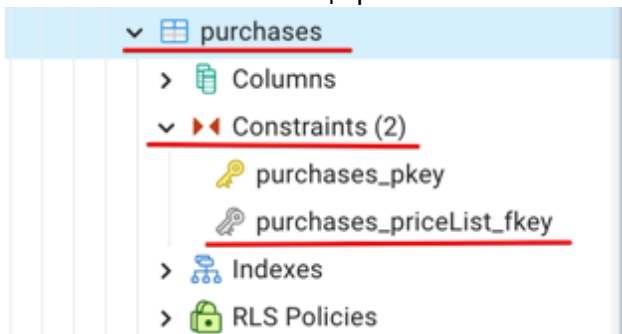 purchases
Columns
Constraints (2)
purchases_pkey
purchases_priceList_fkey
Indexes
RLS Policies